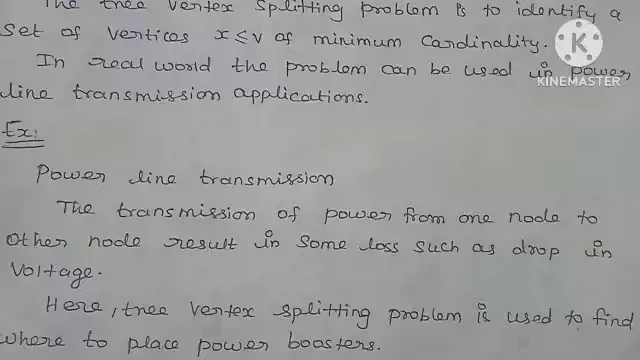 The tree vertex splitting problem is to identify a
set of vertices x ≤ v of minimum cardinality.
In real world the problem can be used in power
line transmission applications.
KINEMASTER
Ex:
Power line transmission
The transmission of power from one node to
other node result in some loss such as drop in
voltage.
Here, tree vertex splitting problem is used to find
where to place power boosters.